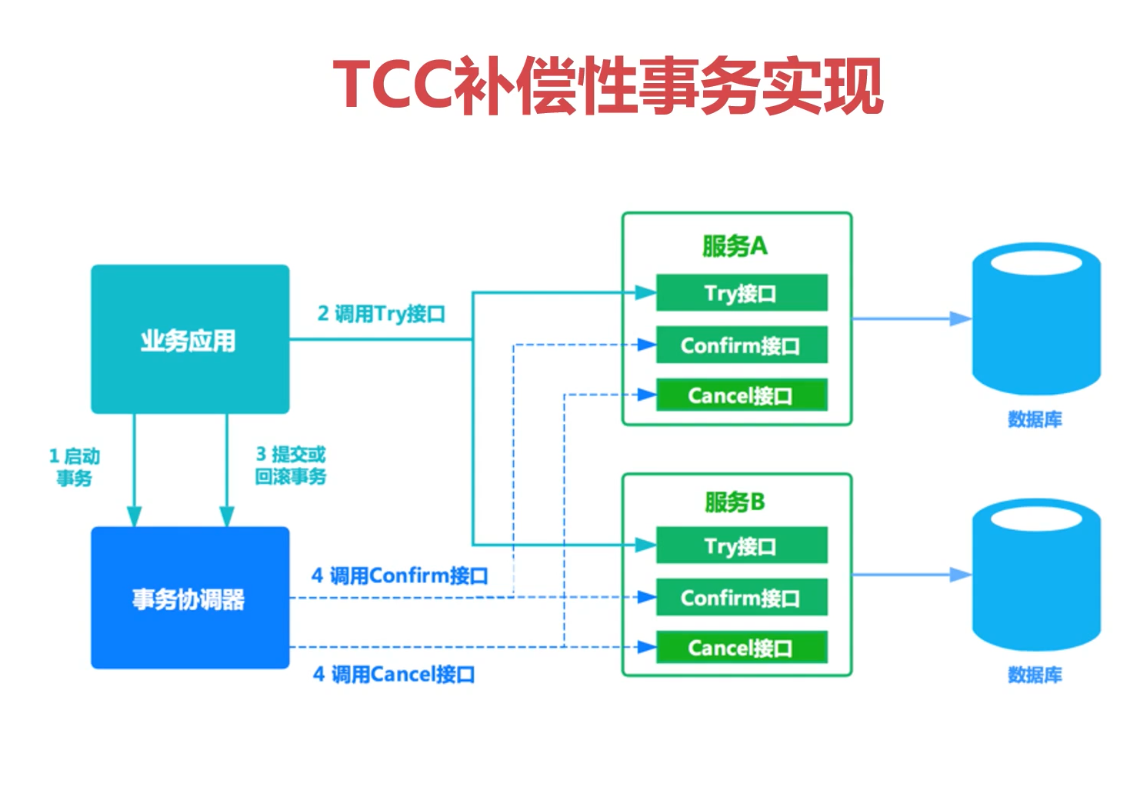 TCC补偿性事务实现
业务应用
1 启动
事务
3 提交或
回滚事务
事务协调器
2 调用Try接口
4 调用Confirm接口
4 调用Cancel接口
服务A
Try接口
Confirm接口
Cancel接口
数据库
服务B
Try接口
Confirm接口
Cancel接口
数据库